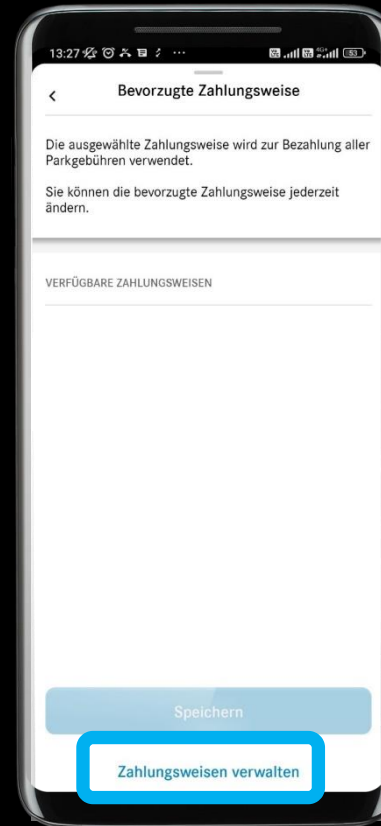 13:27
53
Bevorzugte Zahlungsweise
Die ausgewählte Zahlungsweise wird zur Bezahlung aller
Parkgebühren verwendet.
Sie können die bevorzugte Zahlungsweise jederzeit
ändern.
VERFÜGBARE ZAHLUNGSWEISEN
Speichern
Zahlungsweisen verwalten